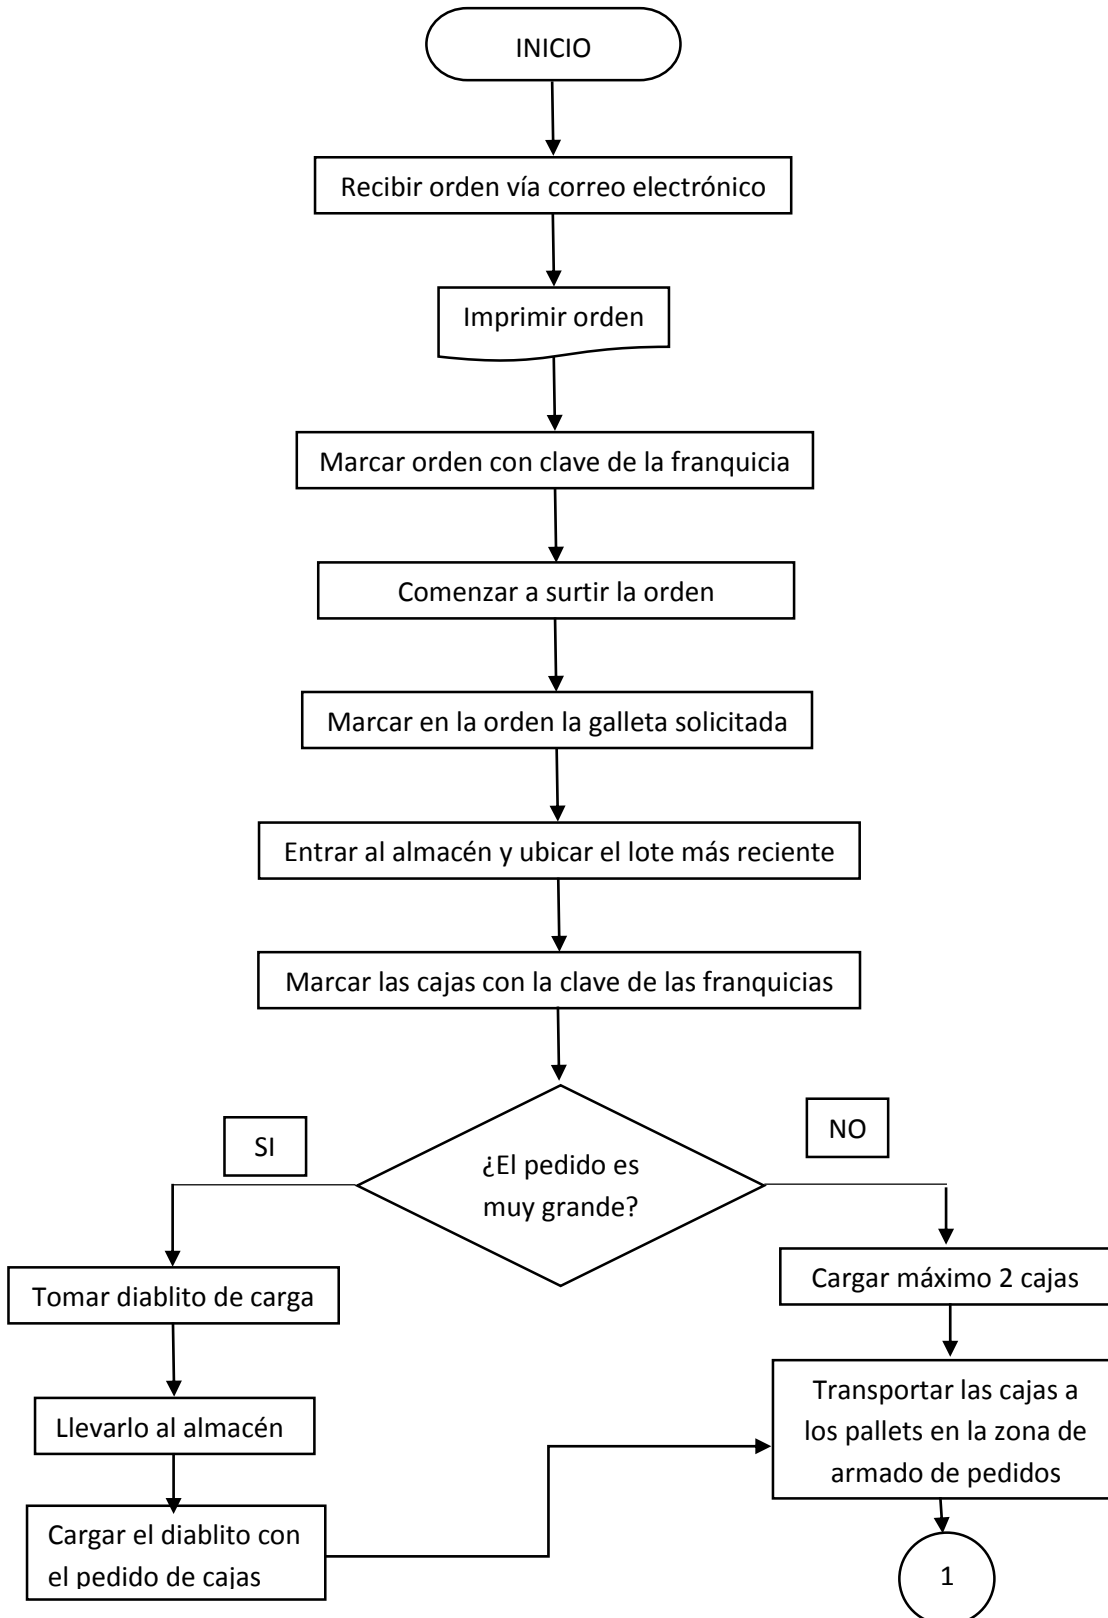 INICIO
Recibir orden vía correo electrónico
Imprimir orden
Marcar orden con clave de la franquicia
Comenzar a surtir la orden
Marcar en la orden la galleta solicitada
Entrar al almacén y ubicar el lote más reciente
Marcar las cajas con la clave de las franquicias
¿El pedido es
muy grande?
SI
NO
Tomar diablito de carga
Llevarlo al almacén
Cargar el diablito con
el pedido de cajas
Cargar máximo 2 cajas
Transportar las cajas a
los pallets en la zona de
armado de pedidos
1